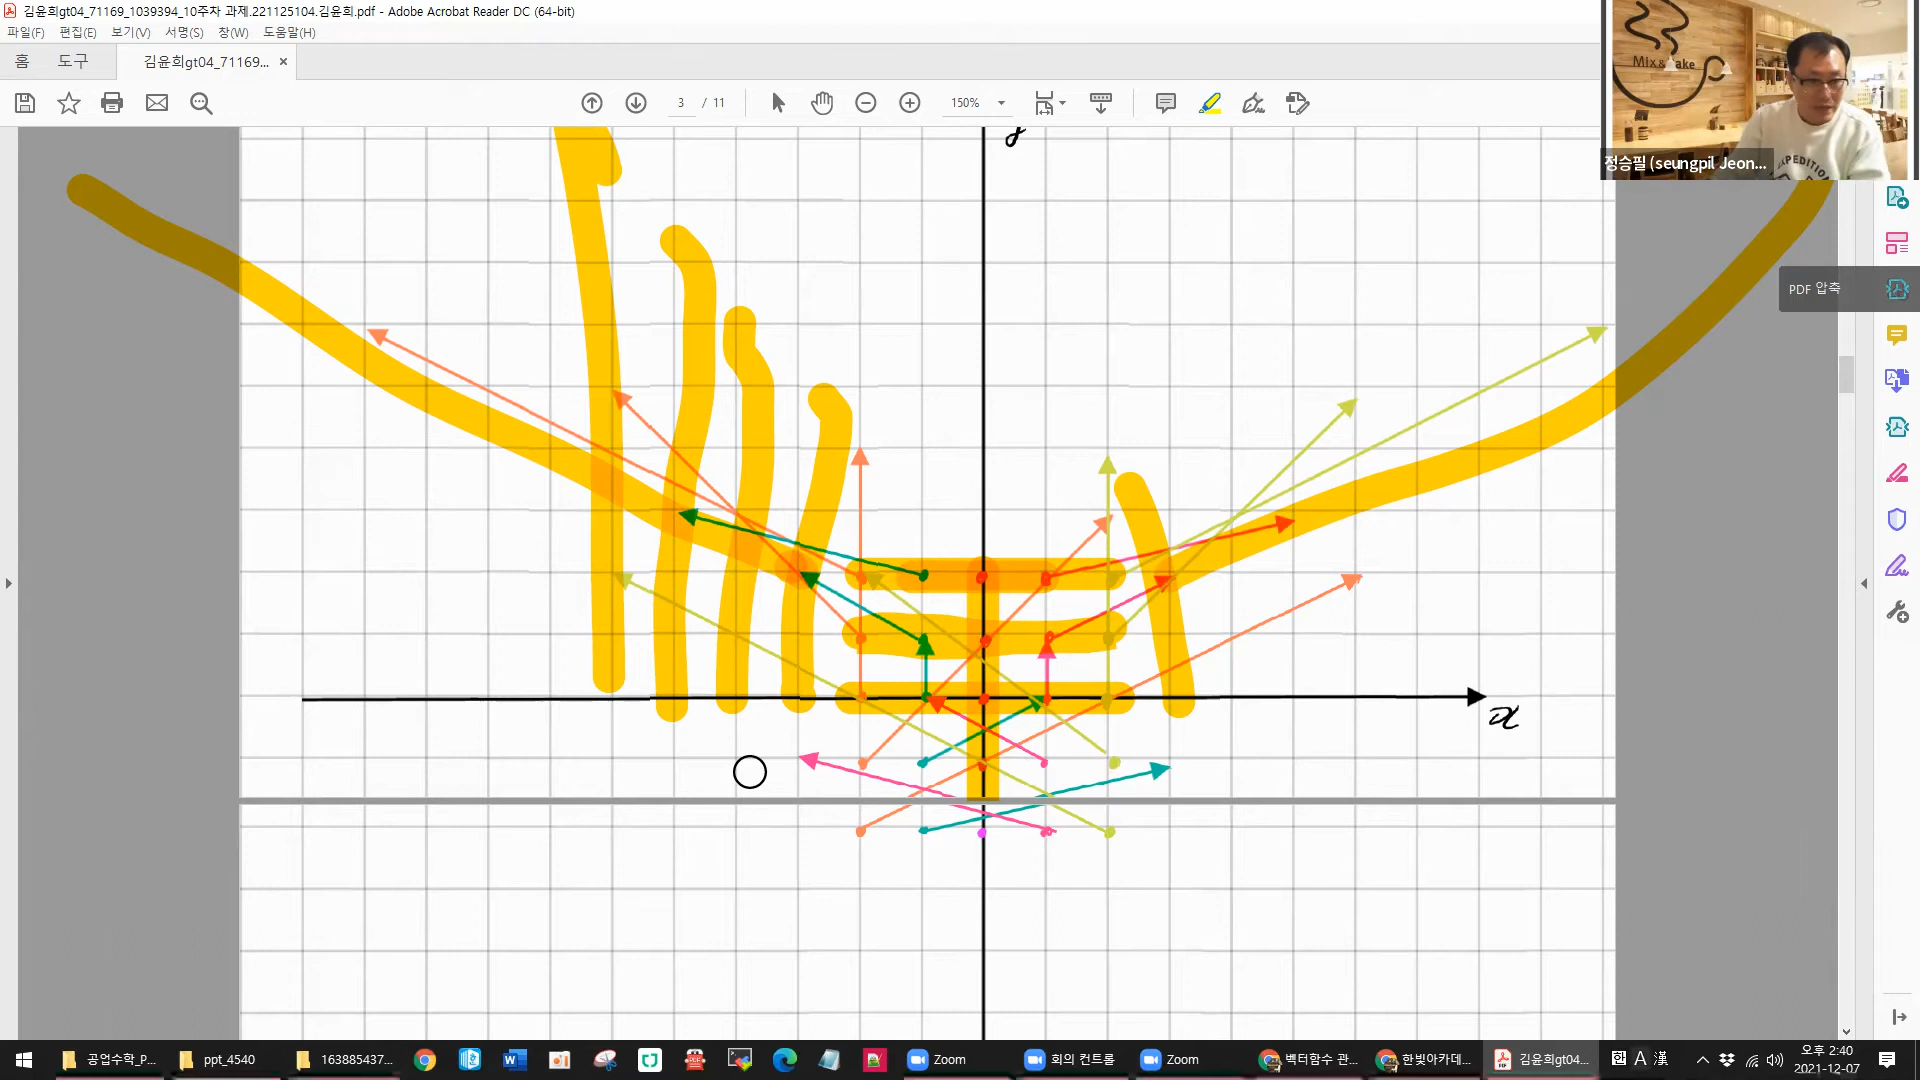 김윤희gt04_71169_1039394_10주차 과제.221125104.김윤희.pdf - Adobe Acrobat Reader DC (64-bit)
파일(F) 편집(E) 보기(V) 서명(S) 창(W) 도움말(H)
홈 도구 김윤희gt04_71169... ×
3 / 11 150%
Mix&
정승필 (seungpil Jeon...
EXPEDITION
PDF 압축
y
x
공업수학_P...
ppt_4540
163885437...
Zoom
회의 컨트롤
Zoom
벡터함수 관...
한빛아카데...
김윤희gt04...
한 A 漢
오후 2:40
2021-12-07